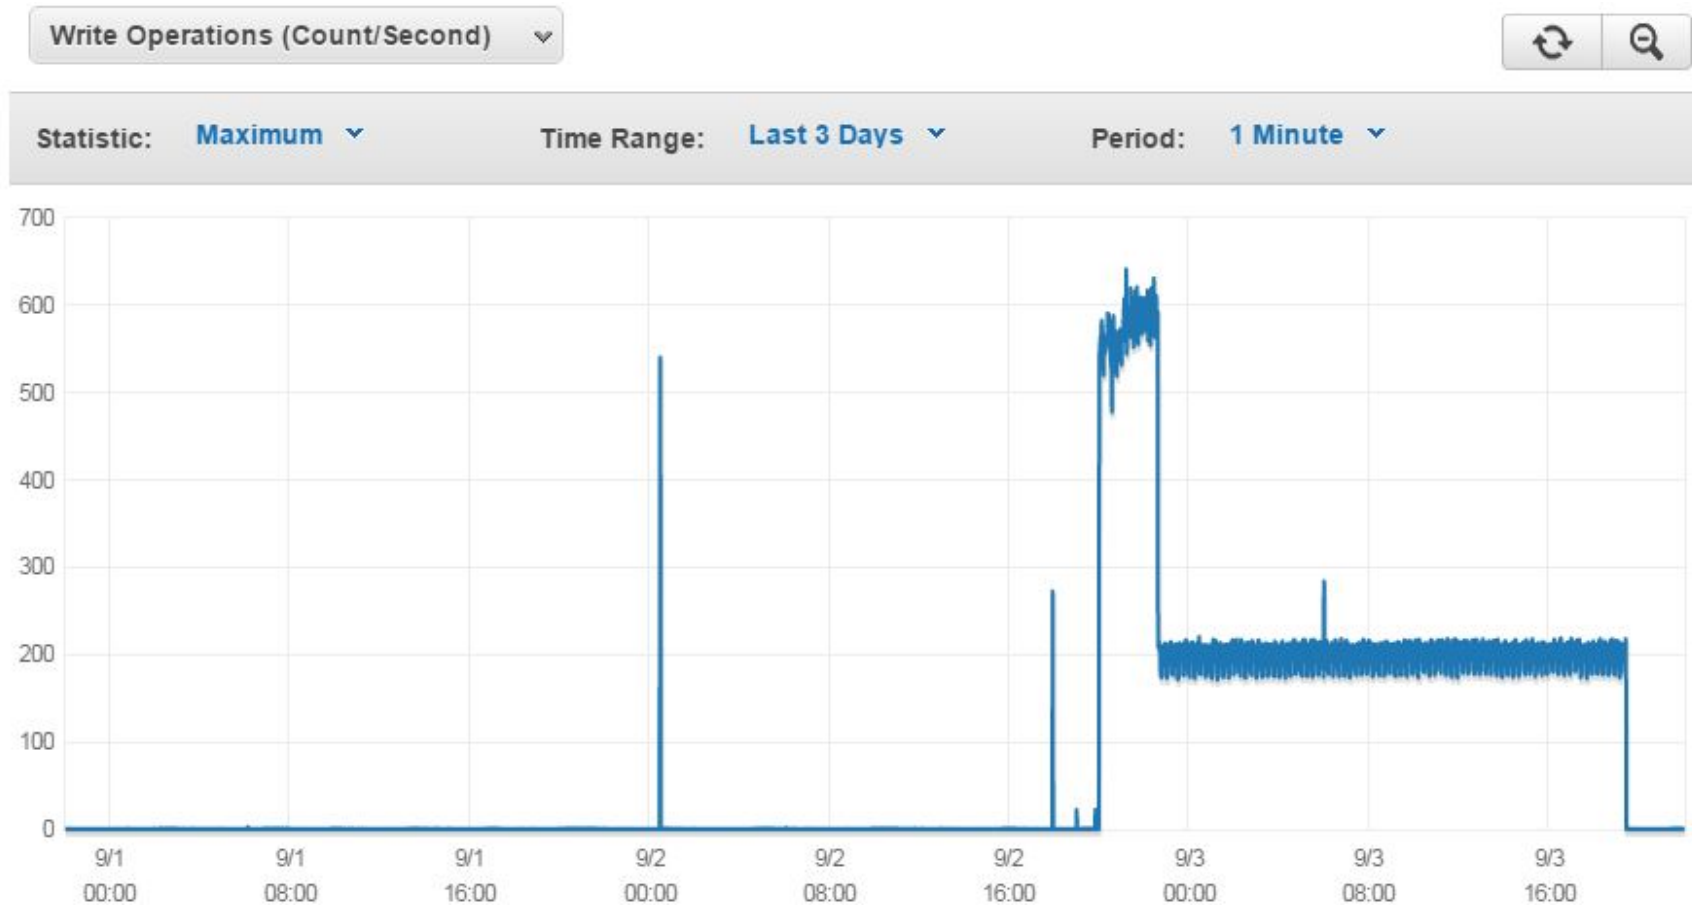 Write Operations (Count/Second)
Statistic: Maximum Time Range: Last 3 Days Period: 1 Minute
700
600
500
400
300
200
100
0
9/1 9/1 9/1 9/2 9/2 9/2 9/3 9/3 9/3
00:00 08:00 16:00 00:00 08:00 16:00 00:00 08:00 16:00